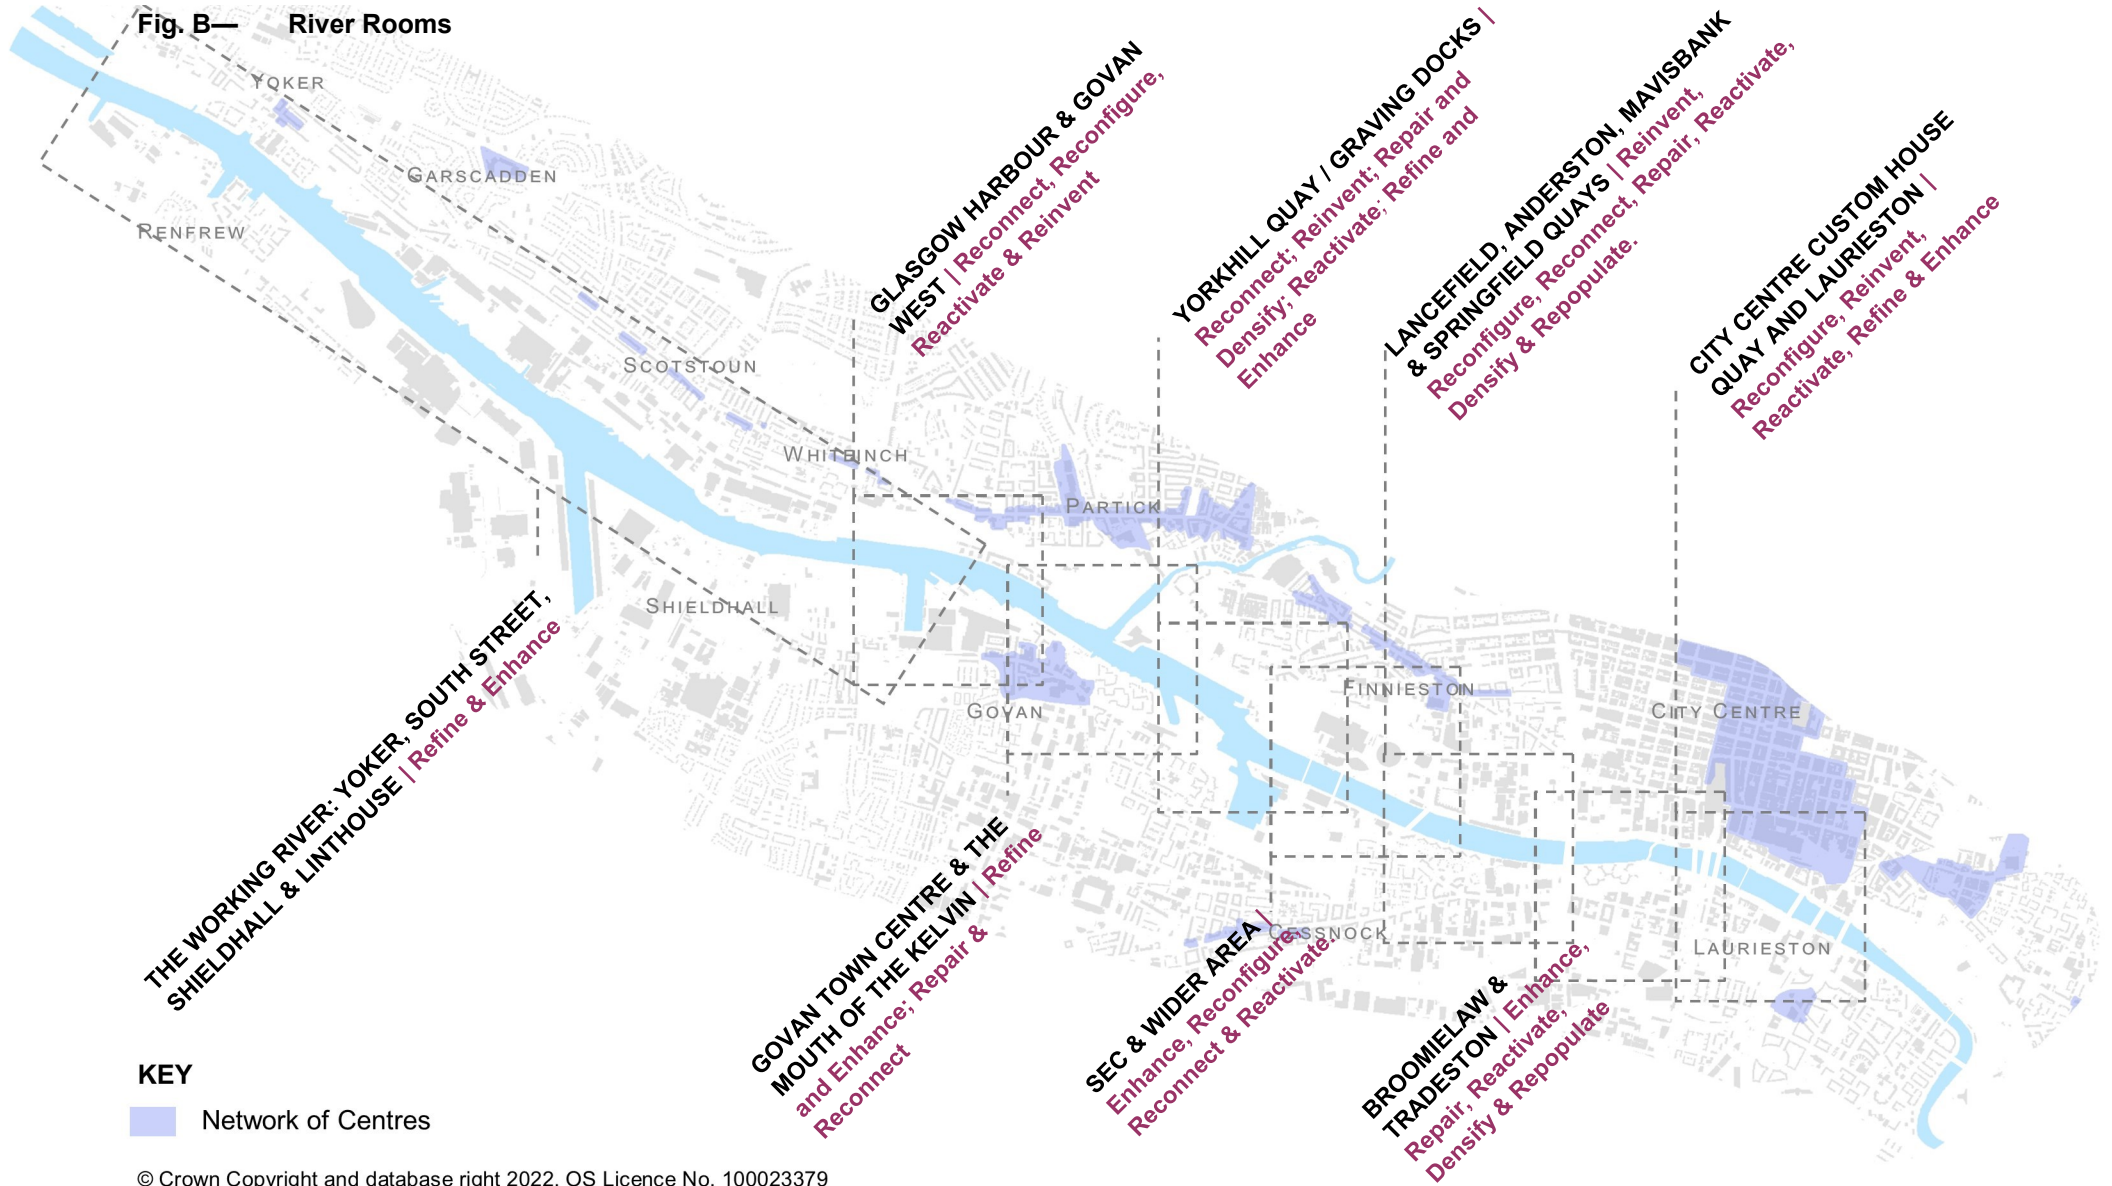 Fig. B— River Rooms
YOKER
GARSCADDEN
RENFREW
SCOTSTOUN
WHITEINCH
PARTICK
SHIELDHALL
GOVAN
FINNIESTON
CITY CENTRE
CESSNOCK
LAURIESTON
GLASGOW HARBOUR & GOVAN
WEST | Reconnect, Reconfigure,
Reactivate & Reinvent
YORKHILL QUAY / GRAVING DOCKS |
Reconnect; Reinvent; Repair and
Densify; Reactivate; Refine and
Enhance
LANCEFIELD, ANDERSTON, MAVISBANK
& SPRINGFIELD QUAYS | Reinvent,
Reconfigure, Reconnect, Repair, Reactivate,
Densify & Repopulate.
CITY CENTRE CUSTOM HOUSE
QUAY AND LAURIESTON |
Reconfigure, Reinvent,
Reactivate, Refine & Enhance
THE WORKING RIVER: YOKER, SOUTH STREET,
SHIELDHALL & LINTHOUSE | Refine & Enhance
GOVAN TOWN CENTRE & THE
MOUTH OF THE KELVIN | Refine
and Enhance; Repair &
Reconnect
SEC & WIDER AREA |
Enhance, Reconfigure,
Reconnect & Reactivate.
BROOMIELAW &
TRADESTON | Enhance,
Repair, Reactivate,
Densify & Repopulate
KEY
Network of Centres
© Crown Copyright and database right 2022. OS Licence No. 100023379